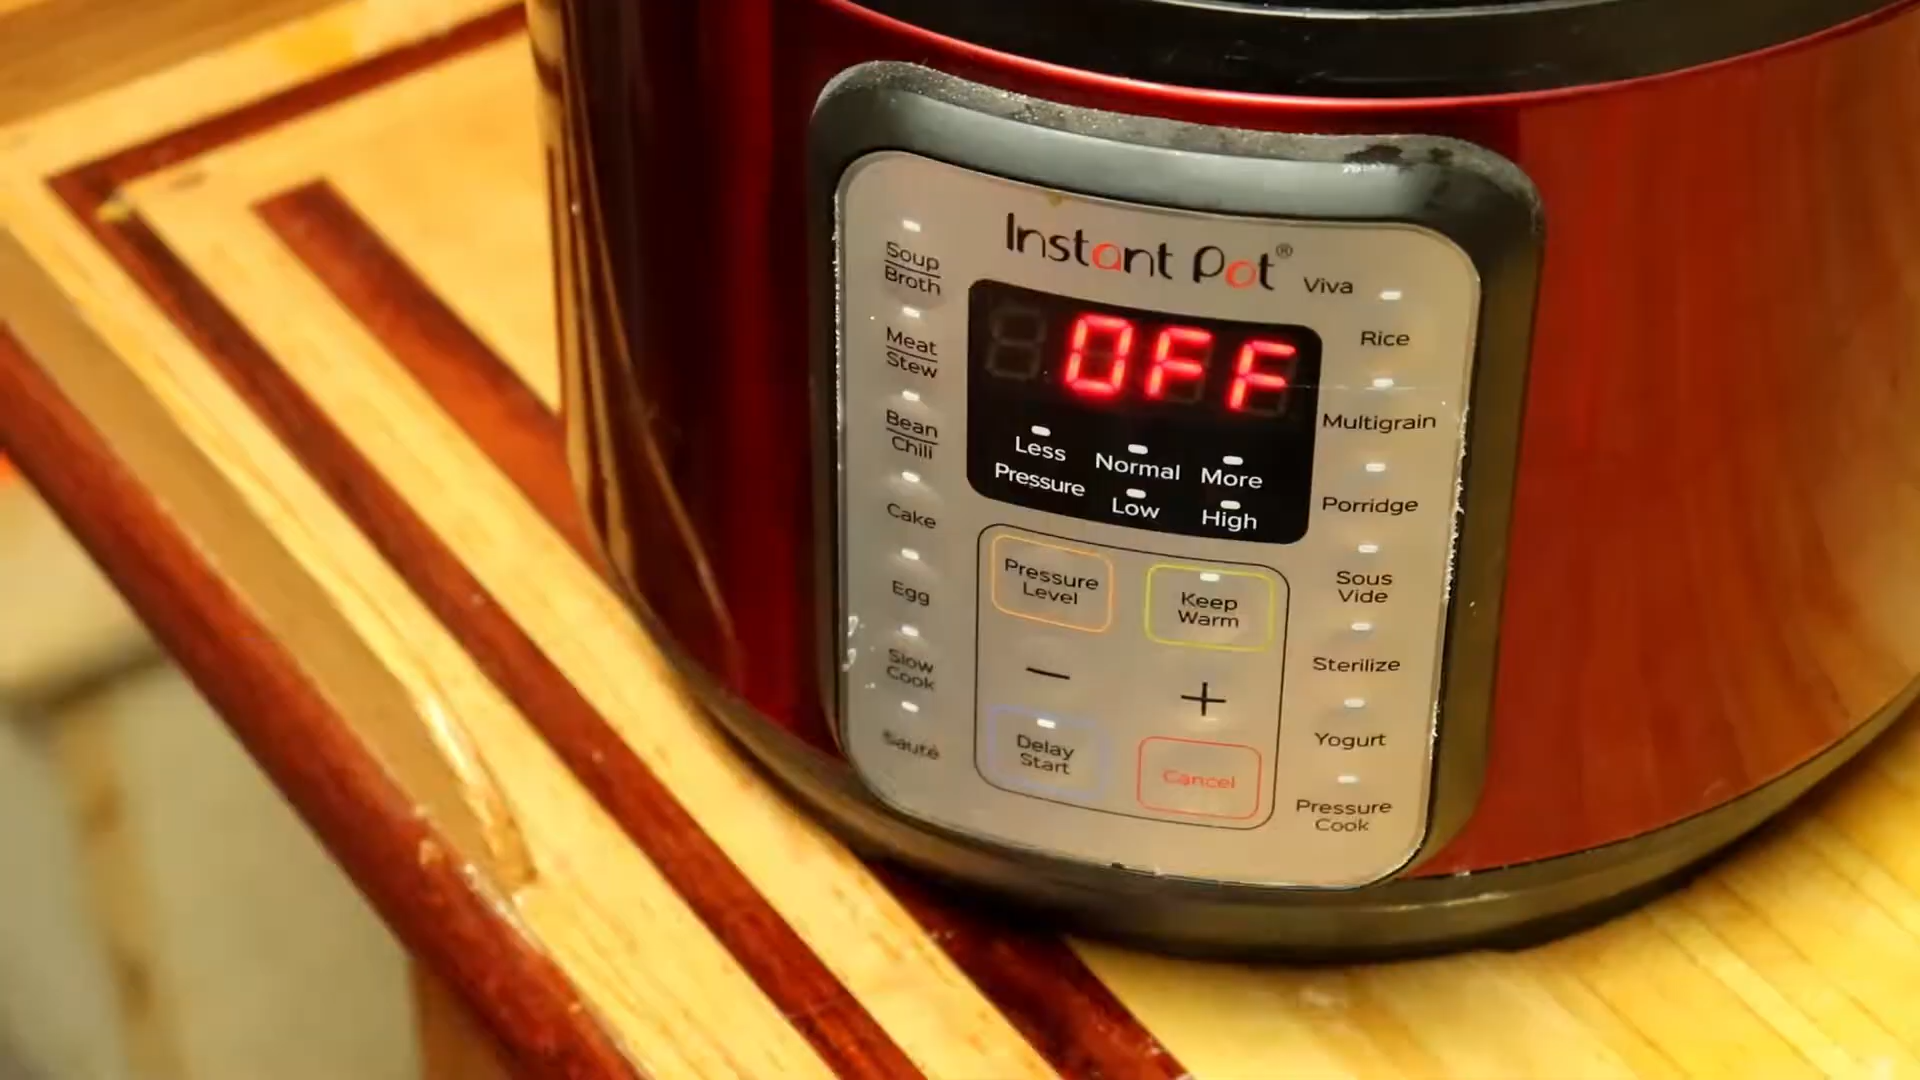 Instant Pot® Viva
OFF
Less Normal More
Pressure Low High
Soup
Broth
Meat
Stew
Bean
Chili
Cake
Egg
Slow
Cook
Sauté
Pressure
Level
Keep
Warm
—
+
Delay
Start
Cancel
Rice
Multigrain
Porridge
Sous
Vide
Sterilize
Yogurt
Pressure
Cook